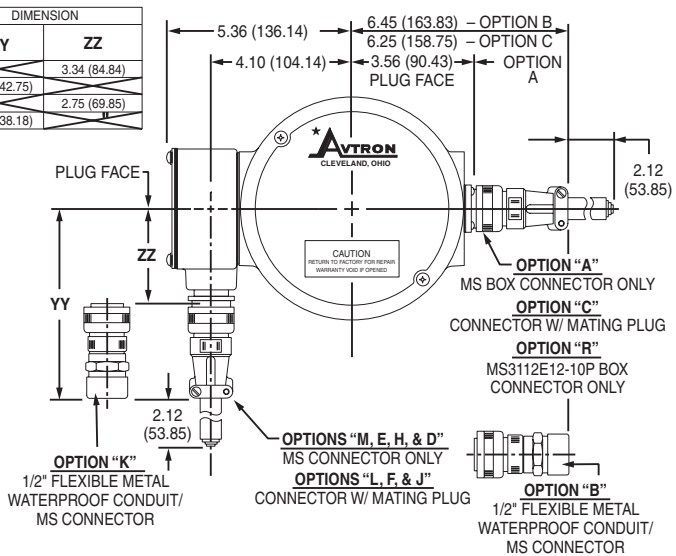 DIMENSION
Y ZZ
3.34 (84.84)
42.75)
2.75 (69.85)
38.18)
5.36 (136.14)
6.45 (163.83) – OPTION B
6.25 (158.75) – OPTION C
4.10 (104.14)
3.56 (90.43)
PLUG FACE
OPTION
A
AVTRON
CLEVELAND, OHIO
PLUG FACE
2.12
(53.85)
ZZ
YY
CAUTION
RETURN TO FACTORY FOR REPAIR
WARRANTY VOID IF OPENED
OPTION “A”
MS BOX CONNECTOR ONLY
OPTION “C”
CONNECTOR W/ MATING PLUG
OPTION “R”
MS3112E12-10P BOX
CONNECTOR ONLY
2.12
(53.85)
OPTION “K”
1/2" FLEXIBLE METAL
WATERPROOF CONDUIT/
MS CONNECTOR
OPTIONS “M, E, H, & D”
MS CONNECTOR ONLY
OPTIONS “L, F, & J”
CONNECTOR W/ MATING PLUG
OPTION “B”
1/2" FLEXIBLE METAL
WATERPROOF CONDUIT/
MS CONNECTOR